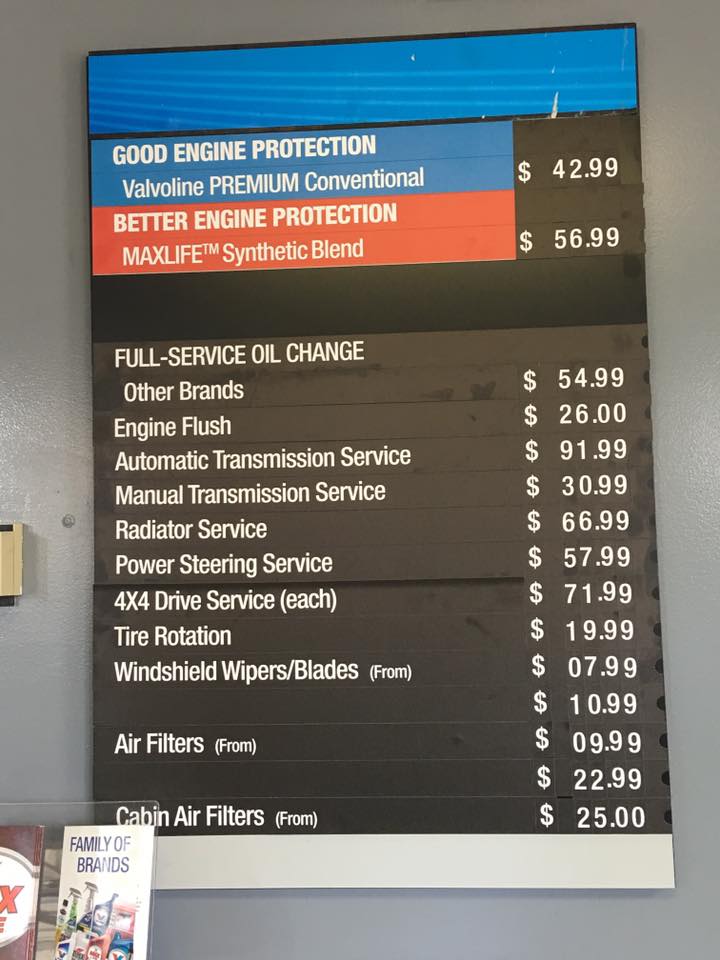 GOOD ENGINE PROTECTION
Valvoline PREMIUM Conventional $ 42.99
BETTER ENGINE PROTECTION
MAXLIFE™ Synthetic Blend $ 56.99
FULL-SERVICE OIL CHANGE
Other Brands $ 54.99
Engine Flush $ 26.00
Automatic Transmission Service $ 91.99
Manual Transmission Service $ 30.99
Radiator Service $ 66.99
Power Steering Service $ 57.99
4X4 Drive Service (each) $ 71.99
Tire Rotation $ 19.99
Windshield Wipers/Blades (From) $ 07.99
$ 10.99
Air Filters (From) $ 09.99
$ 22.99
Cabin Air Filters (From) $ 25.00
FAMILY OF
BRANDS